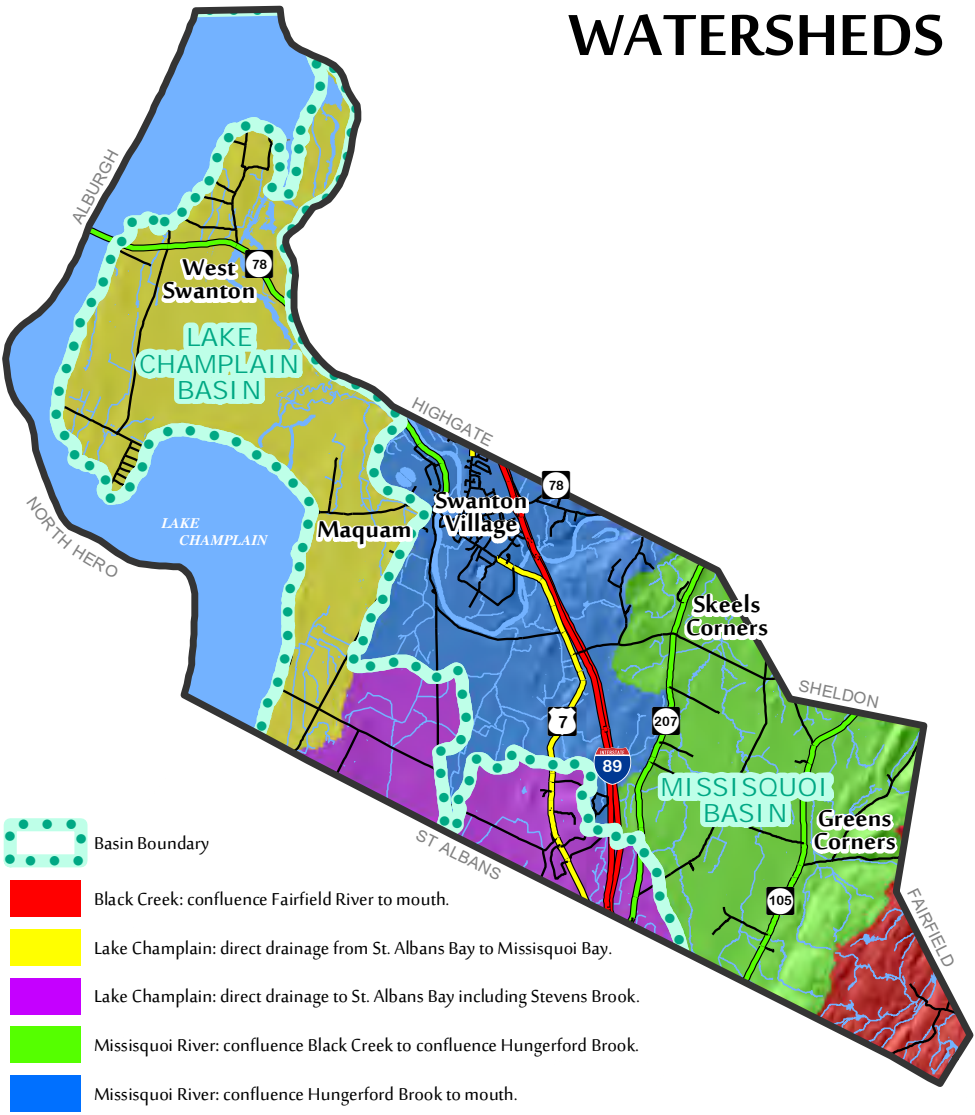 WATERSHEDS
ALBURGH
West
Swanton
78
LAKE
CHAMPLAIN
BASIN
HIGHGATE
NORTH HERO
LAKE
CHAMPLAIN
Maquam
Swanton
Village
78
Skeels
Corners
SHELDON
7
207
INTERSTATE
89
MISSISQUOI
BASIN
Greens
Corners
ST ALBANS
105
FAIRFIELD
Basin Boundary
Black Creek: confluence Fairfield River to mouth.
Lake Champlain: direct drainage from St. Albans Bay to Missisquoi Bay.
Lake Champlain: direct drainage to St. Albans Bay including Stevens Brook.
Missisquoi River: confluence Black Creek to confluence Hungerford Brook.
Missisquoi River: confluence Hungerford Brook to mouth.